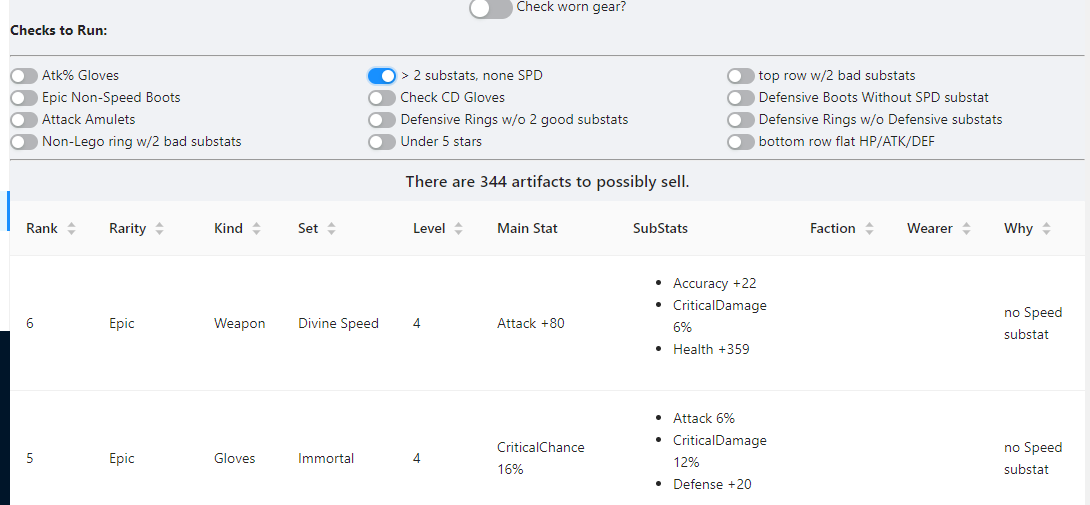 Check worn gear?
Checks to Run:
Atk% Gloves
> 2 substats, none SPD
top row w/2 bad substats
Epic Non-Speed Boots
Check CD Gloves
Defensive Boots Without SPD substat
Attack Amulets
Defensive Rings w/o 2 good substats
Defensive Rings w/o Defensive substats
Non-Lego ring w/2 bad substats
Under 5 stars
bottom row flat HP/ATK/DEF
There are 344 artifacts to possibly sell.
Rank Rarity Kind Set Level Main Stat SubStats Faction Wearer Why
6 Epic Weapon Divine Speed 4 Attack +80
Accuracy +22
CriticalDamage
6%
Health +359
no Speed
substat
5 Epic Gloves Immortal 4
CriticalChance
16%
Attack 6%
CriticalDamage
12%
Defense +20
no Speed
substat